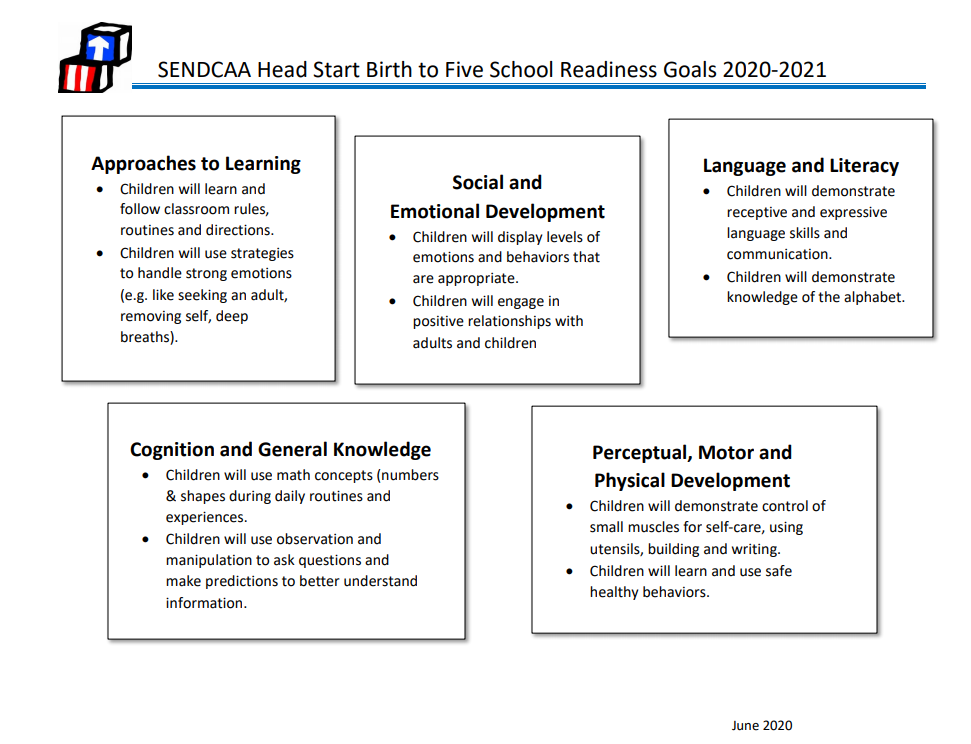 SENDCAA Head Start Birth to Five School Readiness Goals 2020-2021
Approaches to Learning
• Children will learn and
follow classroom rules,
routines and directions.
• Children will use strategies
to handle strong emotions
(e.g. like seeking an adult,
removing self, deep
breaths).
Social and
Emotional Development
• Children will display levels of
emotions and behaviors that
are appropriate.
• Children will engage in
positive relationships with
adults and children
Language and Literacy
• Children will demonstrate
receptive and expressive
language skills and
communication.
• Children will demonstrate
knowledge of the alphabet.
Cognition and General Knowledge
• Children will use math concepts (numbers
& shapes during daily routines and
experiences.
• Children will use observation and
manipulation to ask questions and
make predictions to better understand
information.
Perceptual, Motor and
Physical Development
• Children will demonstrate control of
small muscles for self-care, using
utensils, building and writing.
• Children will learn and use safe
healthy behaviors.
June 2020